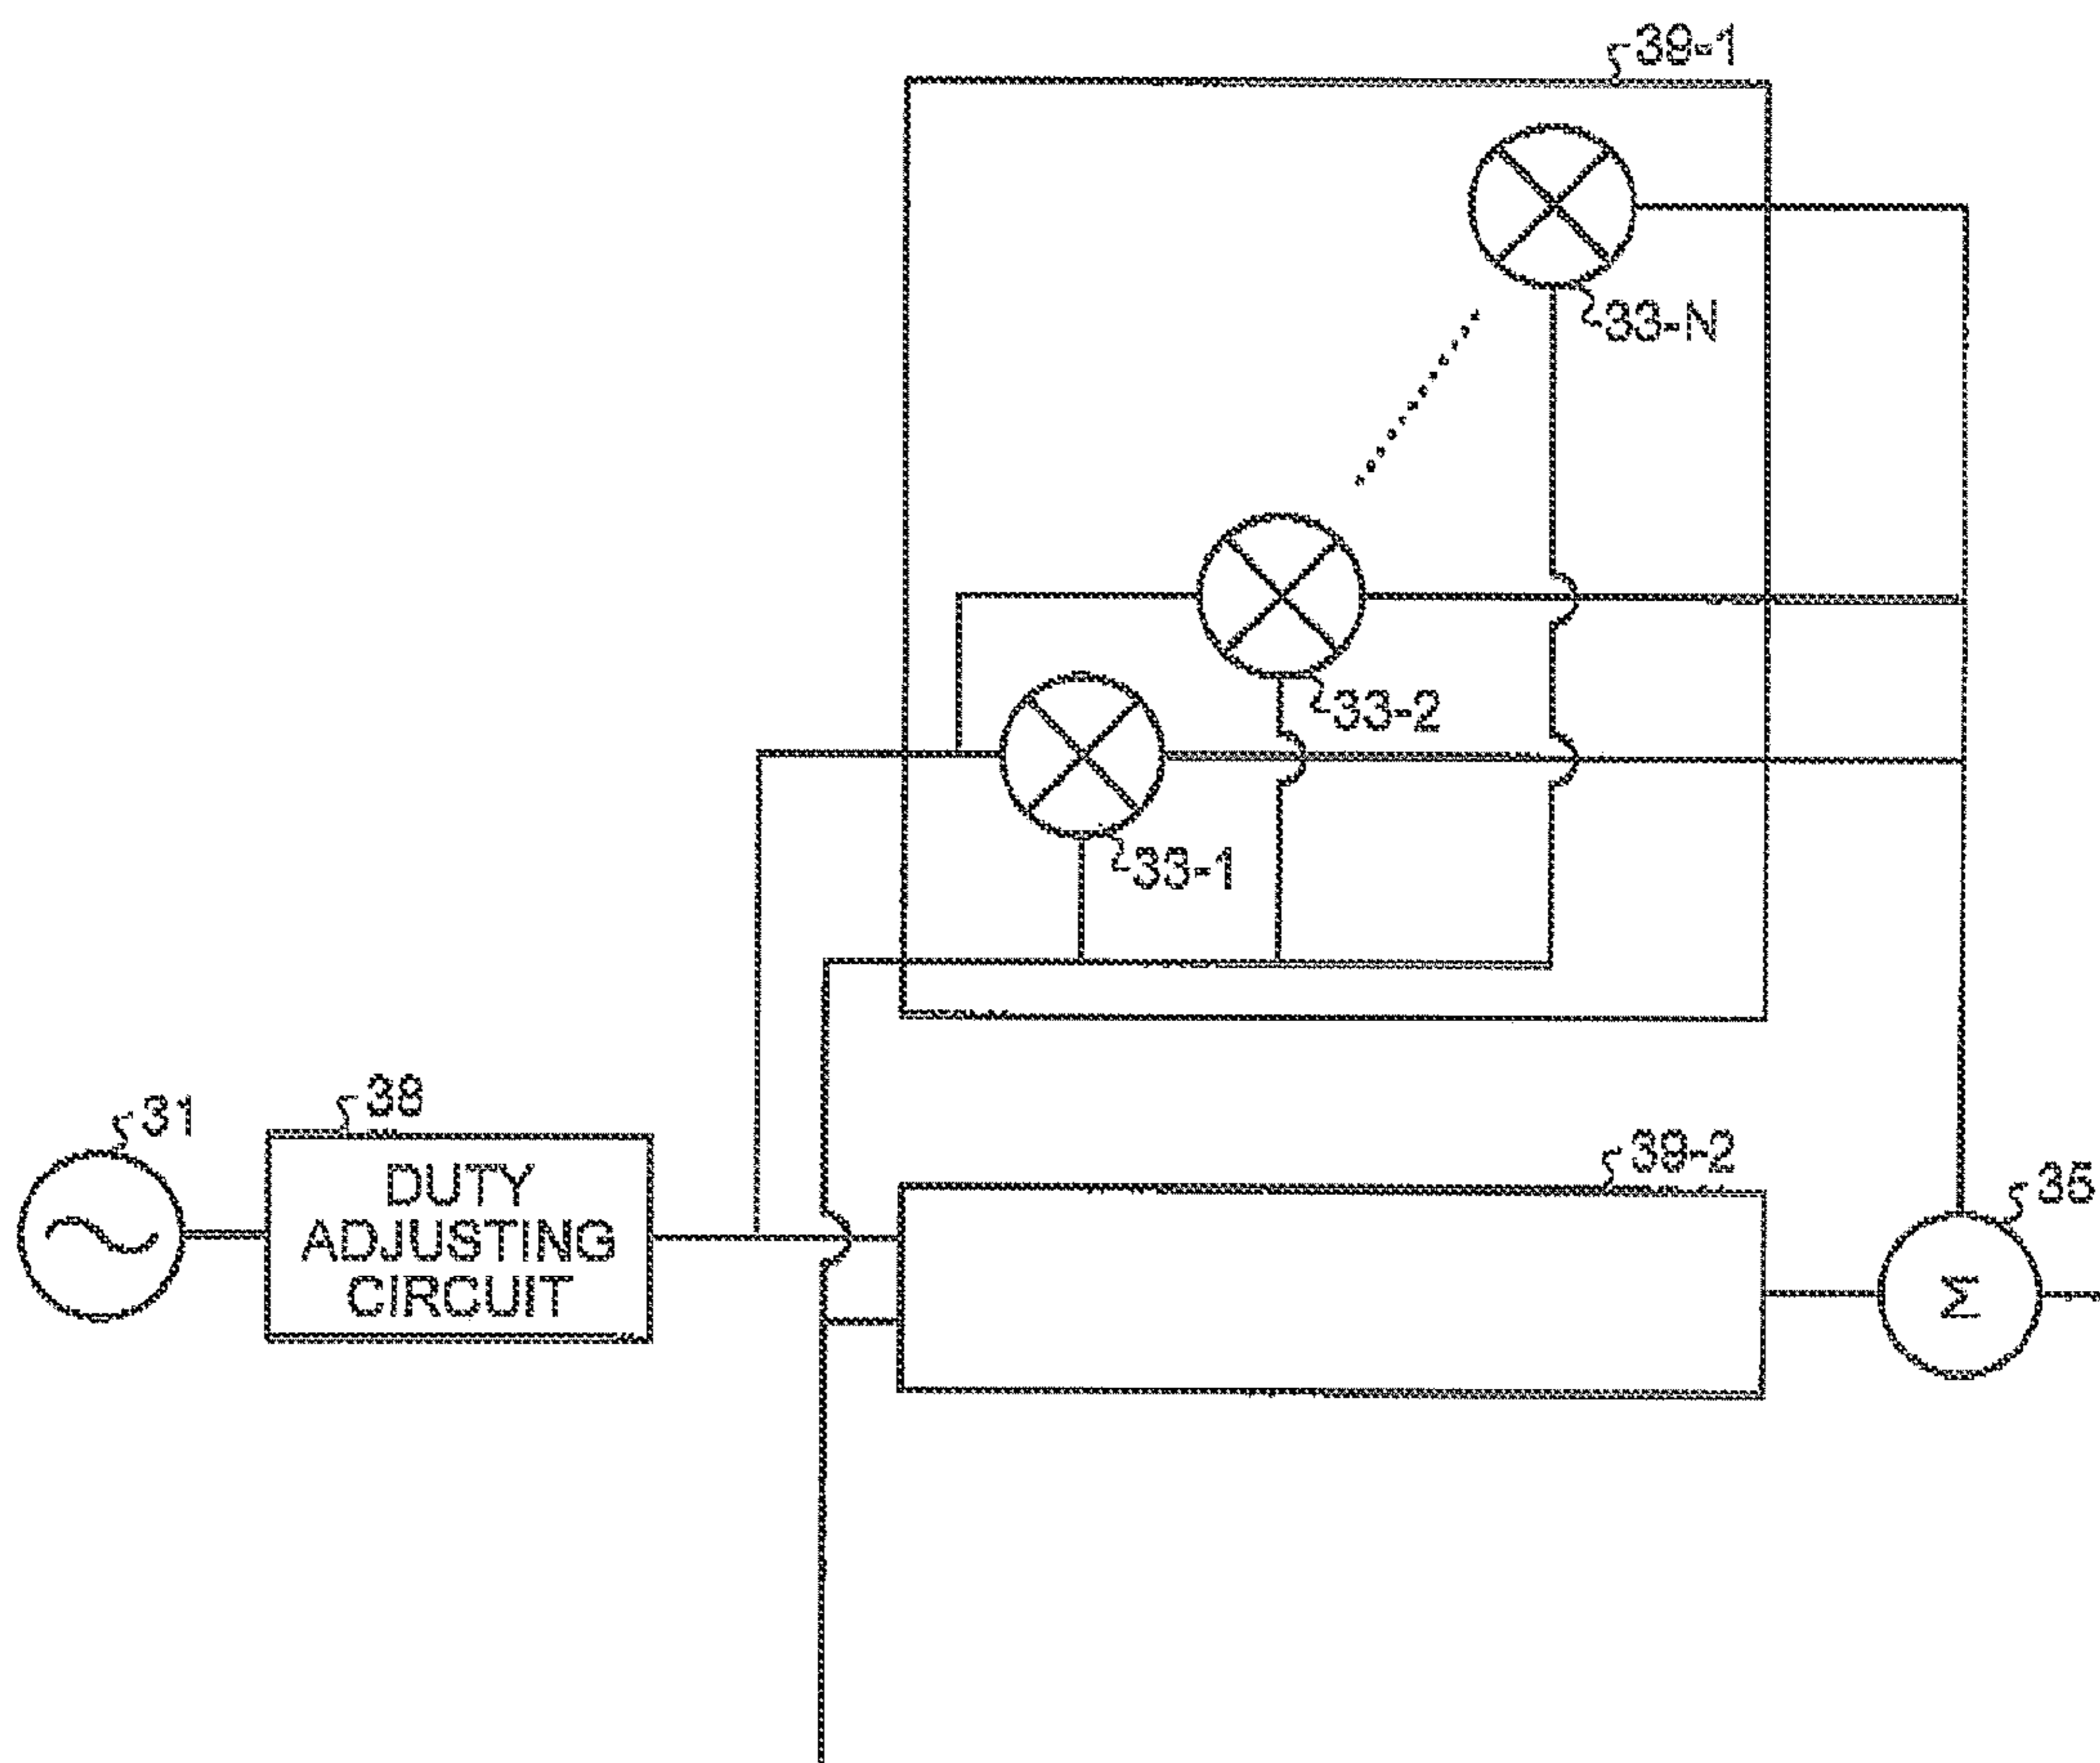 39-1
33-N
33-2
33-1
31
38
DUTY
ADJUSTING
CIRCUIT
39-2
35
Σ